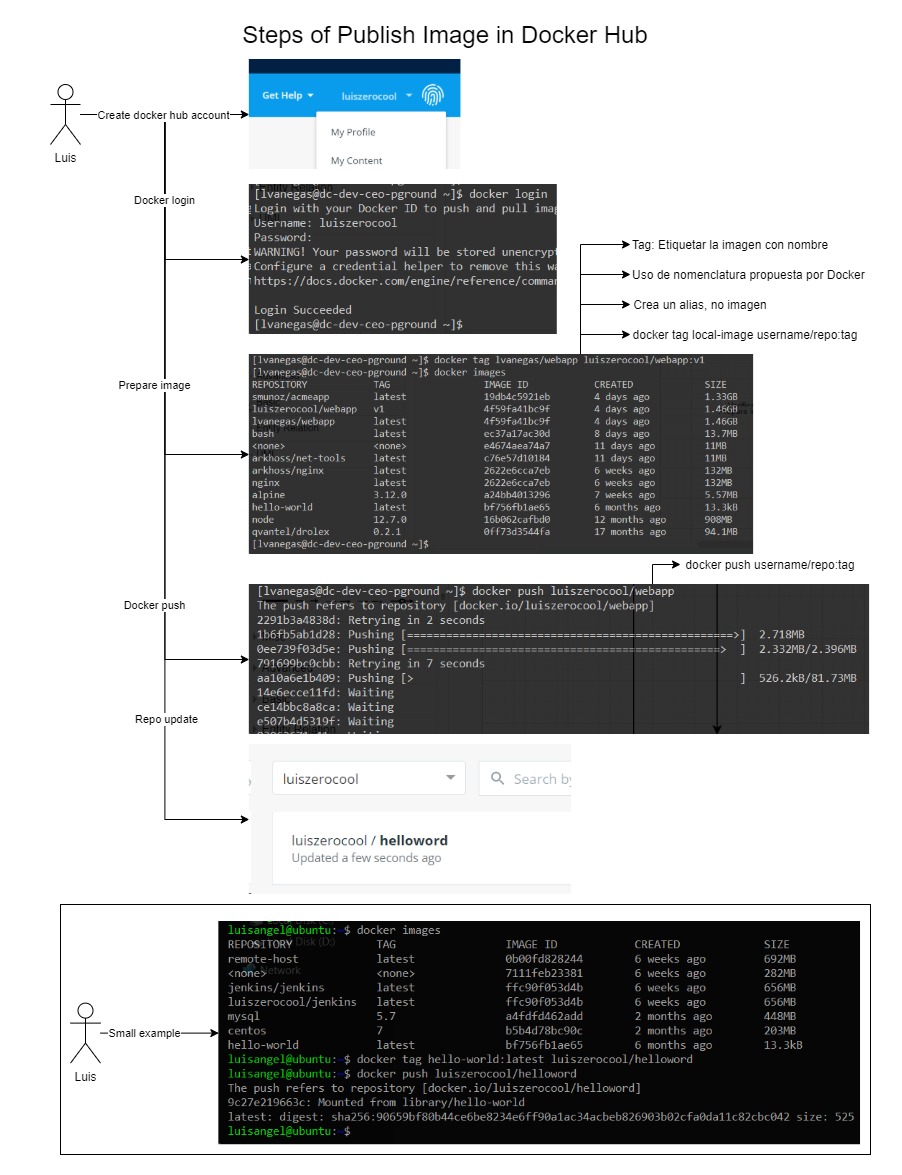 Steps of Publish Image in Docker Hub
Get Help
luiszerocool
My Profile
My Content
Create docker hub account
Luis
Docker login
[lvanegas@dc-dev-ceo-pground ~]$ docker login
Login with your Docker ID to push and pull imag
Username: luiszerocool
Password:
WARNING! Your password will be stored unencrypt
Configure a credential helper to remove this wa
https://docs.docker.com/engine/reference/comman
Login Succeeded
[lvanegas@dc-dev-ceo-pground ~]$
Tag: Etiquetar la imagen con nombre
Uso de nomenclatura propuesta por Docker
Crea un alias, no imagen
docker tag local-image username/repo:tag
Prepare image
[lvanegas@dc-dev-ceo-pground ~]$ docker tag lvanegas/webapp luiszerocool/webapp:v1
[lvanegas@dc-dev-ceo-pground ~]$ docker images
REPOSITORY TAG IMAGE ID CREATED SIZE
smunoz/acmeapp latest 19db4c5921eb 4 days ago 1.33GB
luiszerocool/webapp v1 4f59fa41bc9f 4 days ago 1.46GB
lvanegas/webapp latest 4f59fa41bc9f 4 days ago 1.46GB
bash latest ec37a17ac30d 8 days ago 13.7MB
<none> <none> e4674aea74a7 11 days ago 11MB
arkhoss/net-tools latest c76e57d10184 11 days ago 11MB
arkhoss/nginx latest 2622e6cca7eb 6 weeks ago 132MB
nginx latest 2622e6cca7eb 6 weeks ago 132MB
alpine 3.12.0 a24bb4013296 7 weeks ago 5.57MB
hello-world latest bf756fb1ae65 6 months ago 13.3kB
node 12.7.0 16b062cafbd0 12 months ago 908MB
qvantel/drolex 0.2.1 0ff73d3544fa 17 months ago 94.1MB
[lvanegas@dc-dev-ceo-pground ~]$
docker push username/repo:tag
Docker push
[lvanegas@dc-dev-ceo-pground ~]$ docker push luiszerocool/webapp
The push refers to repository [docker.io/luiszerocool/webapp]
2291b3a4838d: Retrying in 2 seconds
1b6fb5ab1d28: Pushing [==================================================>] 2.718MB
0ee739f03d5e: Pushing [================================================> ] 2.332MB/2.396MB
791699bc0cbb: Retrying in 7 seconds
aa10a6e1b409: Pushing [> ] 526.2kB/81.73MB
14e6ecce11fd: Waiting
ce14bbc8a8ca: Waiting
e507b4d5319f: Waiting
Repo update
luiszerocool
Search by
luiszerocool / helloword
Updated a few seconds ago
luisangel@ubuntu:~$ docker images
REPOSITORY TAG IMAGE ID CREATED SIZE
remote-host latest 0b00fd828244 6 weeks ago 692MB
<none> <none> 7111feb23381 6 weeks ago 282MB
jenkins/jenkins latest ffc90f053d4b 6 weeks ago 656MB
luiszerocool/jenkins latest ffc90f053d4b 6 weeks ago 656MB
mysql 5.7 a4fdfd462add 2 months ago 448MB
centos 7 b5b4d78bc90c 2 months ago 203MB
hello-world latest bf756fb1ae65 6 months ago 13.3kB
luisangel@ubuntu:~$ docker tag hello-world:latest luiszerocool/helloword
luisangel@ubuntu:~$ docker push luiszerocool/helloword
The push refers to repository [docker.io/luiszerocool/helloword]
9c27e219663c: Mounted from library/hello-world
latest: digest: sha256:90659bf80b44ce6be8234e6ff90a1ac34acbeb826903b02cfa0da11c82cbc042 size: 525
luisangel@ubuntu:~$
Small example
Luis